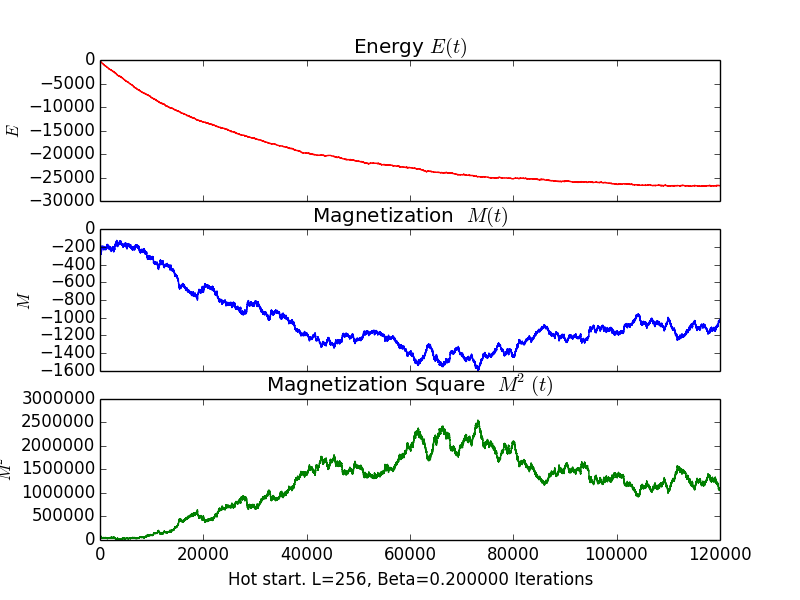 Energy E(t)
0
−5000
−10000
−15000
−20000
−25000
−30000
E
Magnetization M(t)
0
−200
−400
−600
−800
−1000
−1200
−1400
−1600
M
Magnetization Square M² (t)
3000000
2500000
2000000
1500000
1000000
500000
0
M²
0 20000 40000 60000 80000 100000 120000
Hot start. L=256, Beta=0.200000 Iterations